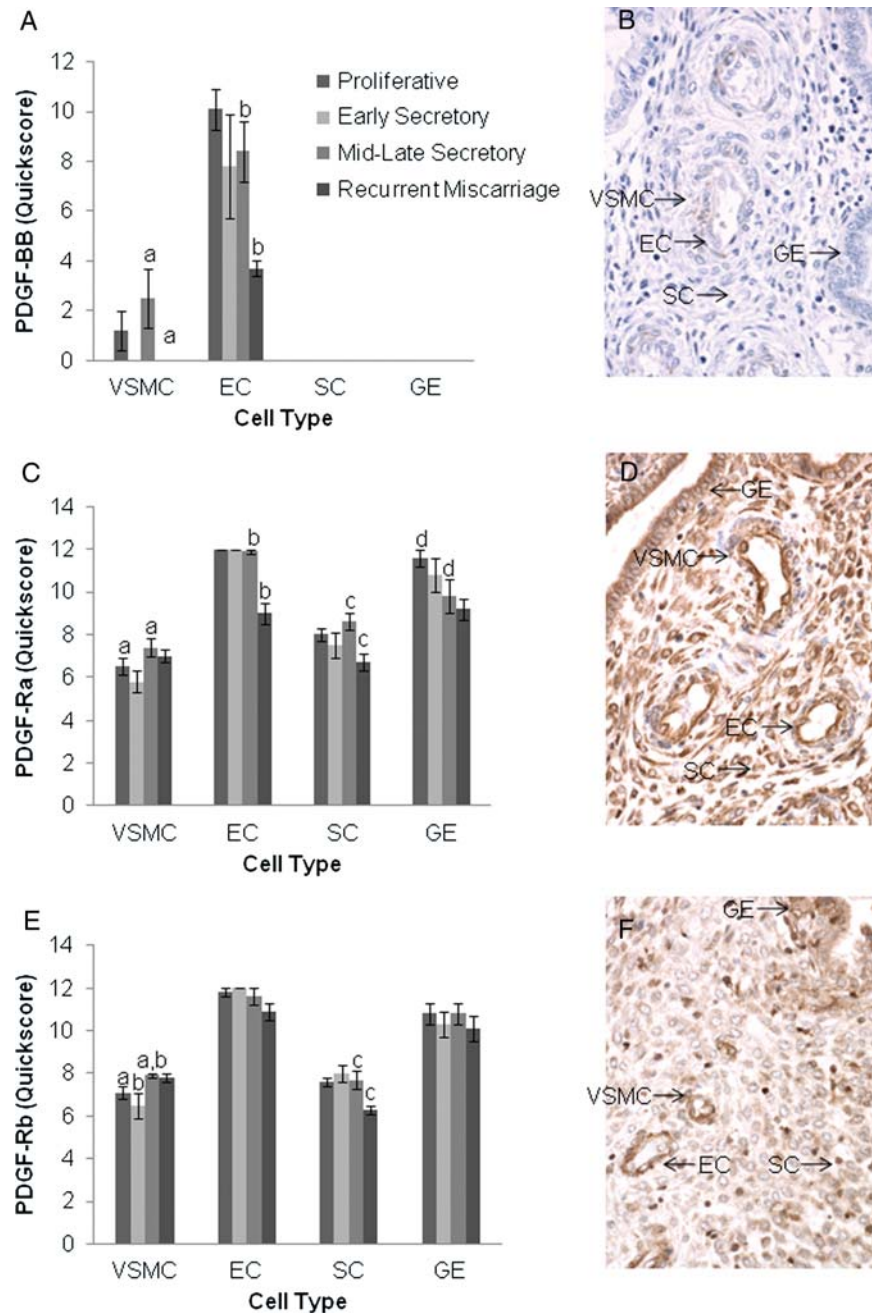 A
PDGF-BB (Quickscore)
12
10
8
6
4
2
0
a
a
b
b
Proliferative
Early Secretory
Mid-Late Secretory
Recurrent Miscarriage
VSMC EC SC GE
Cell Type
B
VSMC
EC
GE
SC
C
PDGF-Ra (Quickscore)
14
12
10
8
6
4
2
0
a a
b
b
c
c
d
d
VSMC EC SC GE
Cell Type
D
GE
VSMC
EC
SC
E
PDGF-Rb (Quickscore)
14
12
10
8
6
4
2
0
a
b
a,b
c
c
VSMC EC SC GE
Cell Type
F
GE
VSMC
EC
SC